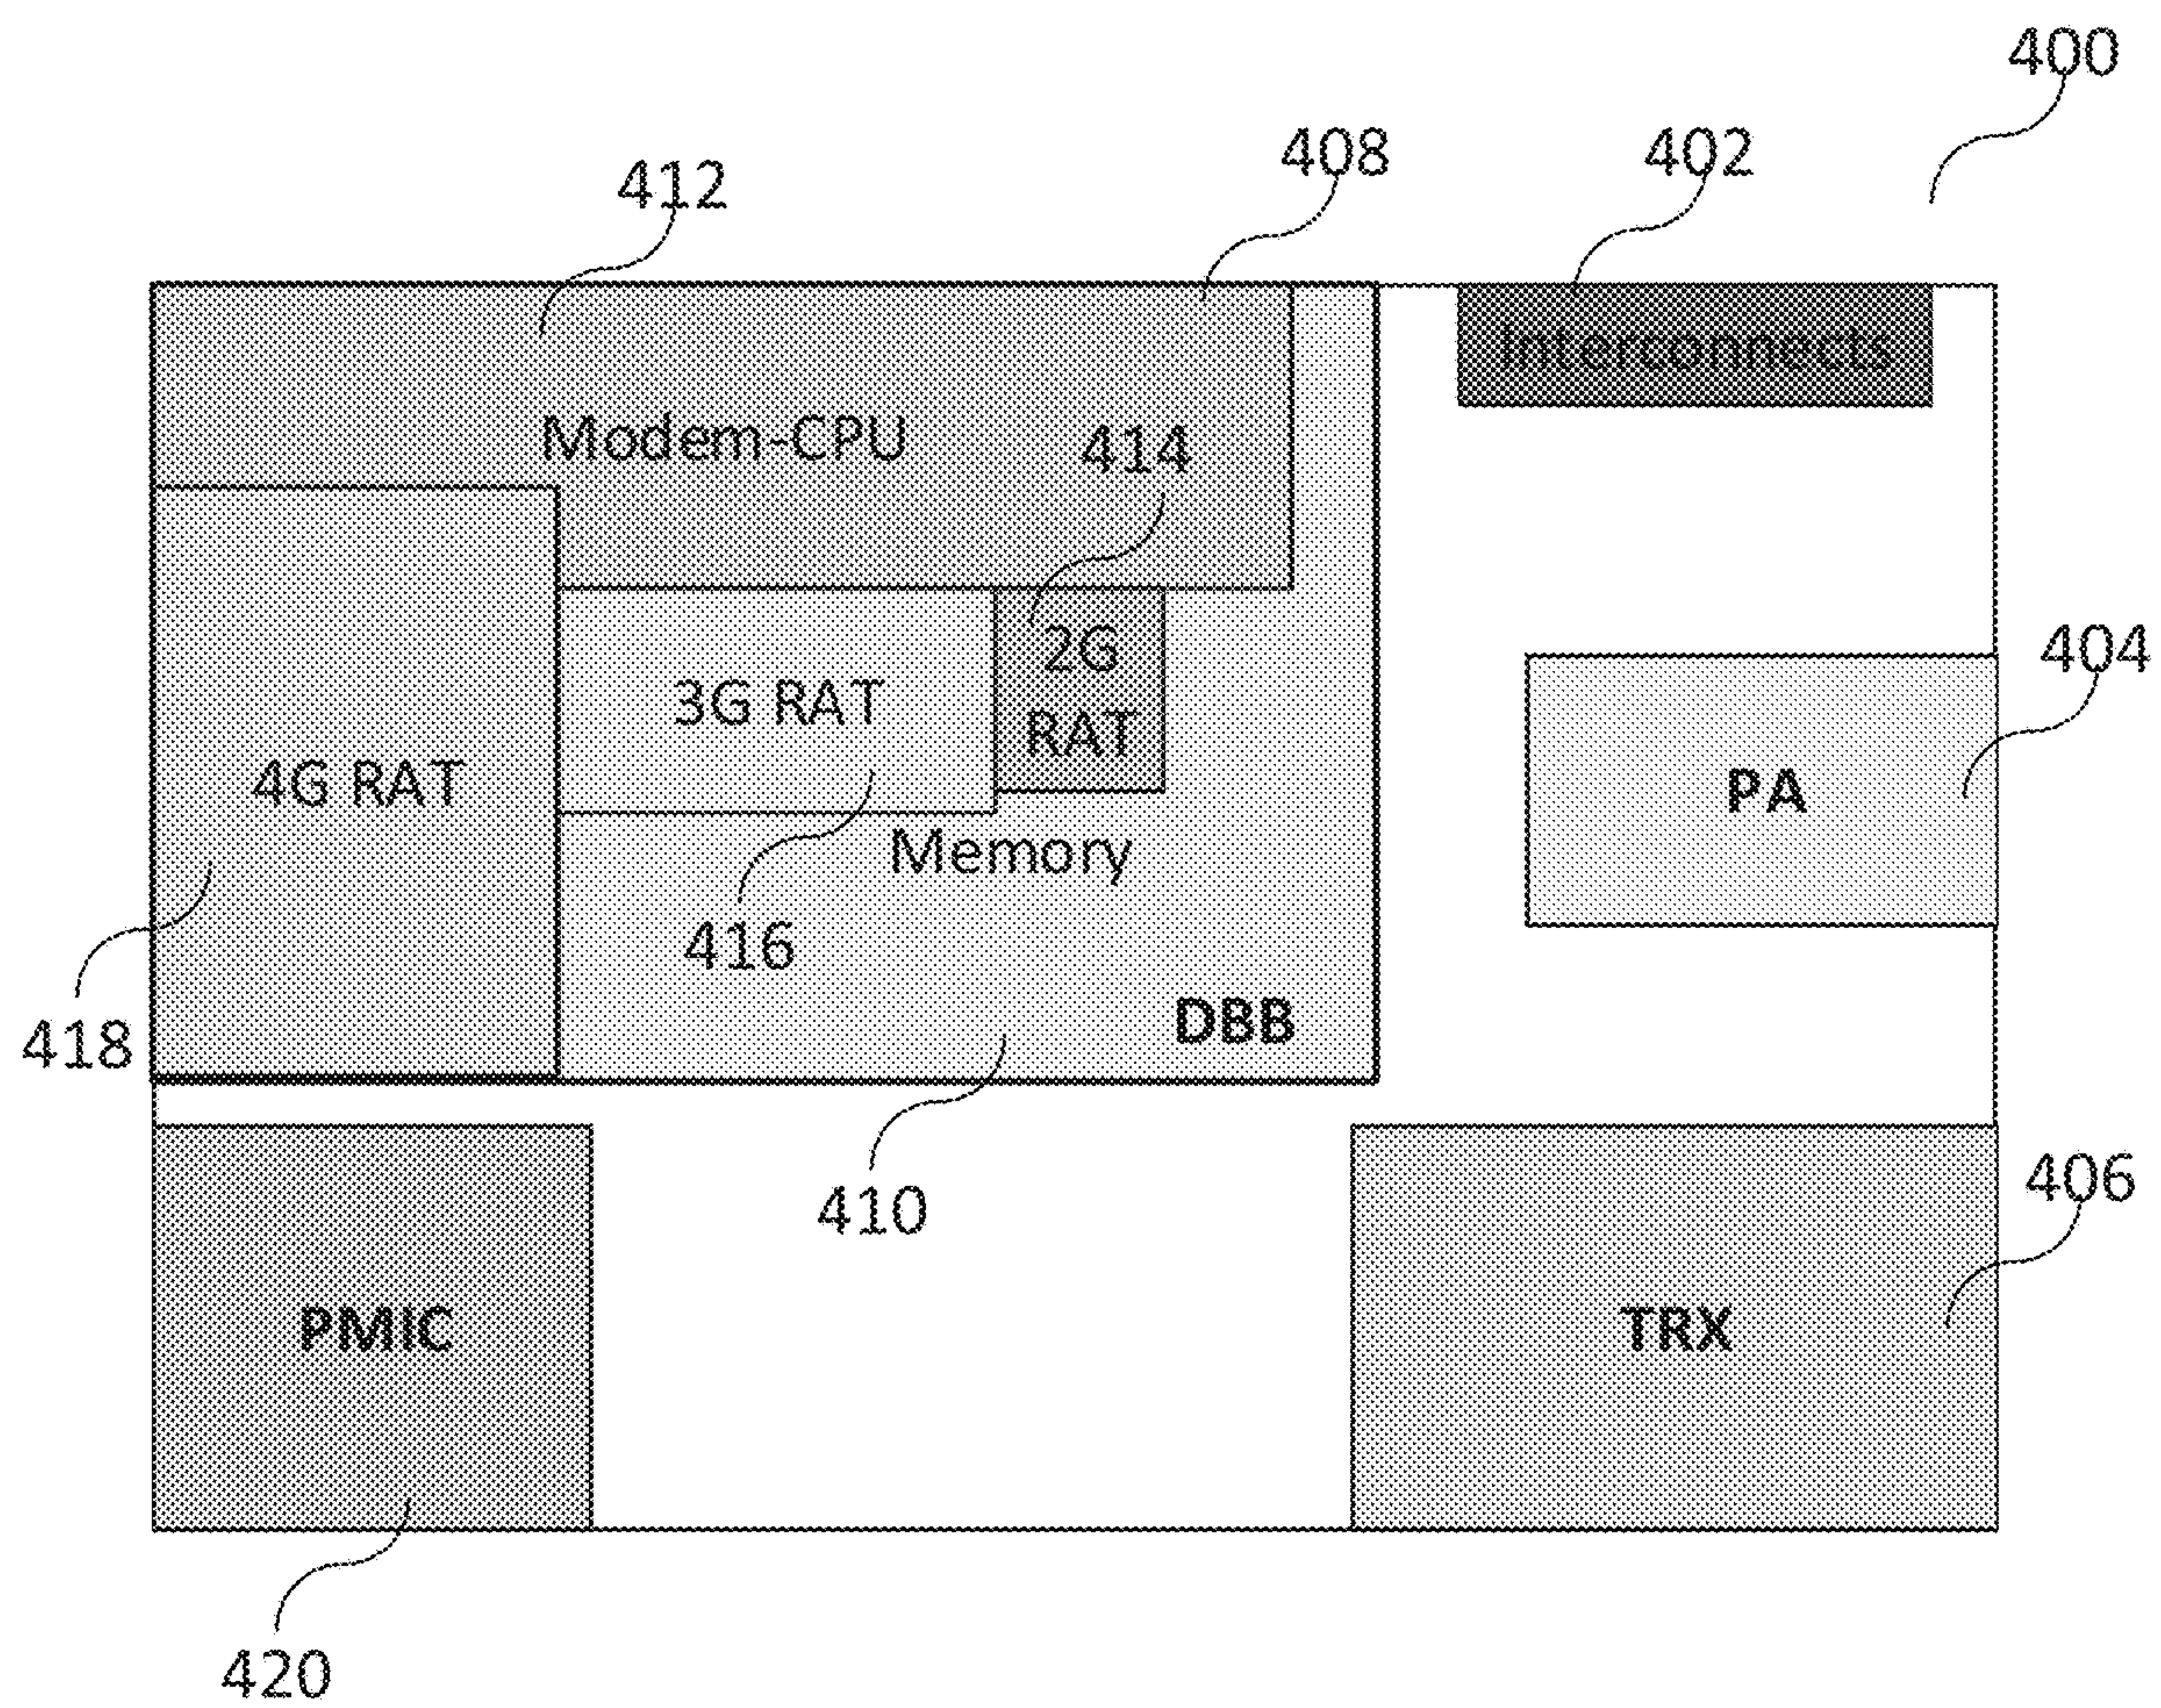 400
408
402
412
Interconnects
Modem-CPU
414
2G
RAT
404
3G RAT
4G RAT
PA
Memory
416
DBB
418
406
410
PMIC
TRX
420